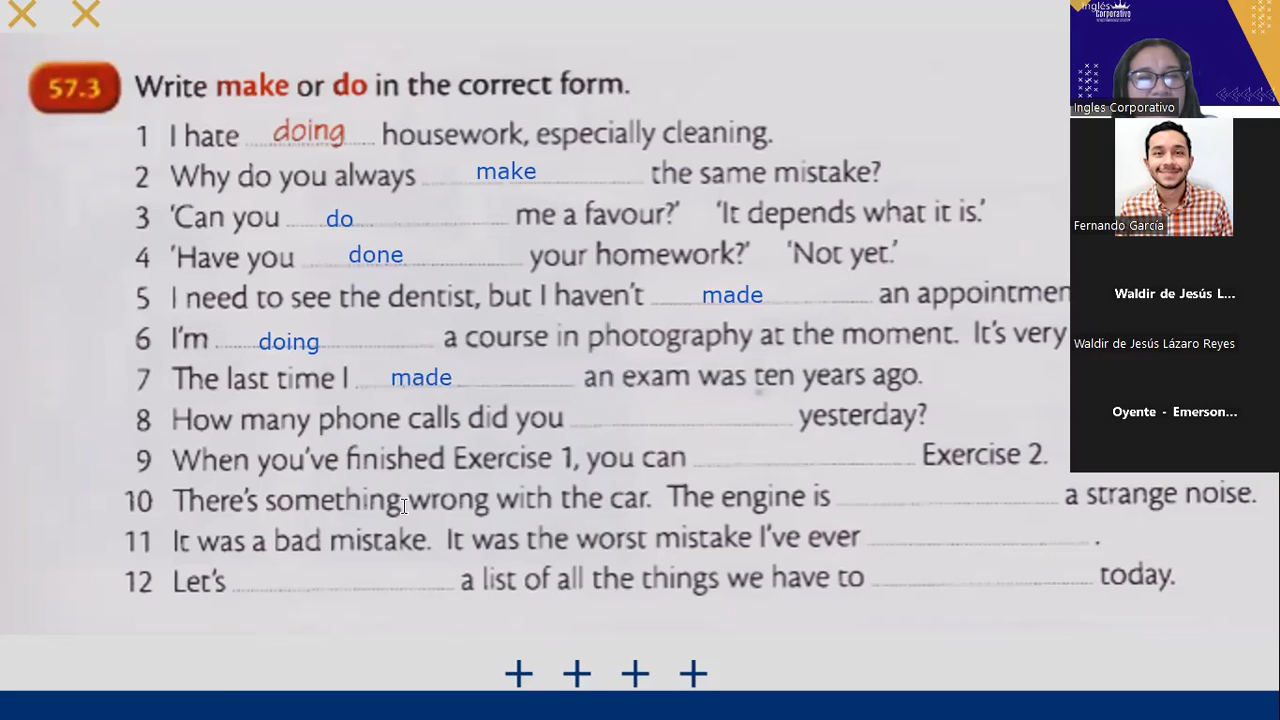 57.3 Write make or do in the correct form.
1 I hate doing housework, especially cleaning.
2 Why do you always make the same mistake?
3 'Can you do me a favour?' 'It depends what it is.'
4 'Have you done your homework?' 'Not yet.'
5 I need to see the dentist, but I haven't made an appointmen
6 I'm doing a course in photography at the moment. It's very
7 The last time I made an exam was ten years ago.
8 How many phone calls did you yesterday?
9 When you've finished Exercise 1, you can Exercise 2.
10 There's something wrong with the car. The engine is a strange noise.
11 It was a bad mistake. It was the worst mistake I've ever .
12 Let's a list of all the things we have to today.
Inglés
Corporativo
Ingles Corporativo
Fernando García
Waldir de Jesús L...
Waldir de Jesús Lázaro Reyes
Oyente - Emerson...